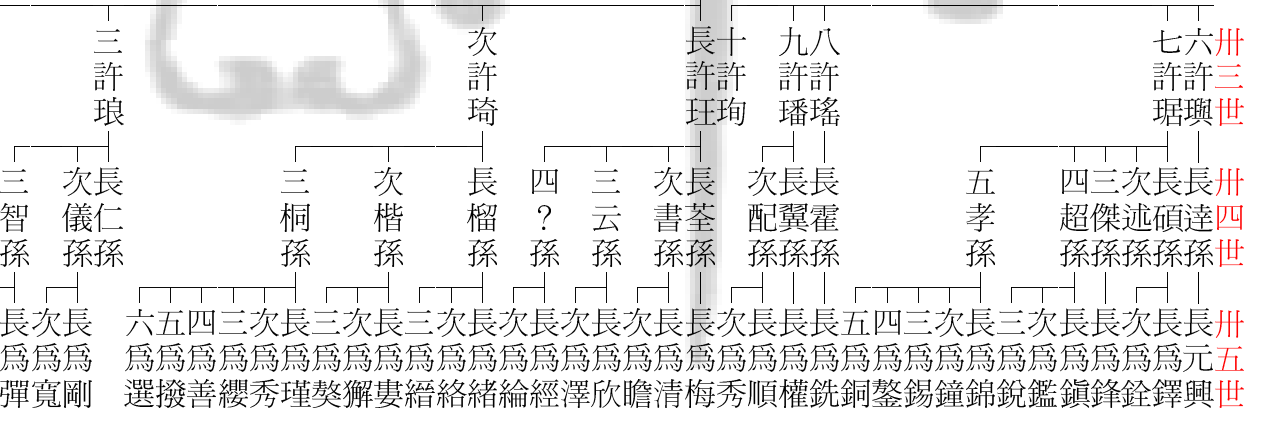 卅三世
六許璵
七許琚
八許瑤
九許璠
十許珣
長許玨
次許琦
三許琅
卅四世
長達孫
長碩孫
次述孫
三傑孫
四超孫
五孝孫
長霍孫
長翼孫
次配孫
長荃孫
次書孫
三云孫
四？孫
長榴孫
次楷孫
三桐孫
長仁孫
次儀孫
三智孫
卅五世
長元興
長爲鐸
次爲銓
長爲鋒
長爲鎭
次爲鑑
三爲銳
長爲錦
次爲鐘
三爲錫
四爲鏊
五爲銅
長爲銑
長爲權
長爲順
次爲秀
長爲梅
長爲清
次爲瞻
長爲欣
次爲澤
長爲經
次爲綸
長爲緒
次爲絡
三爲縉
長爲婁
次爲獬
三爲獒
長爲瑾
次爲秀
三爲纓
四爲善
五爲撥
六爲選
長爲剛
次爲寬
長爲彈